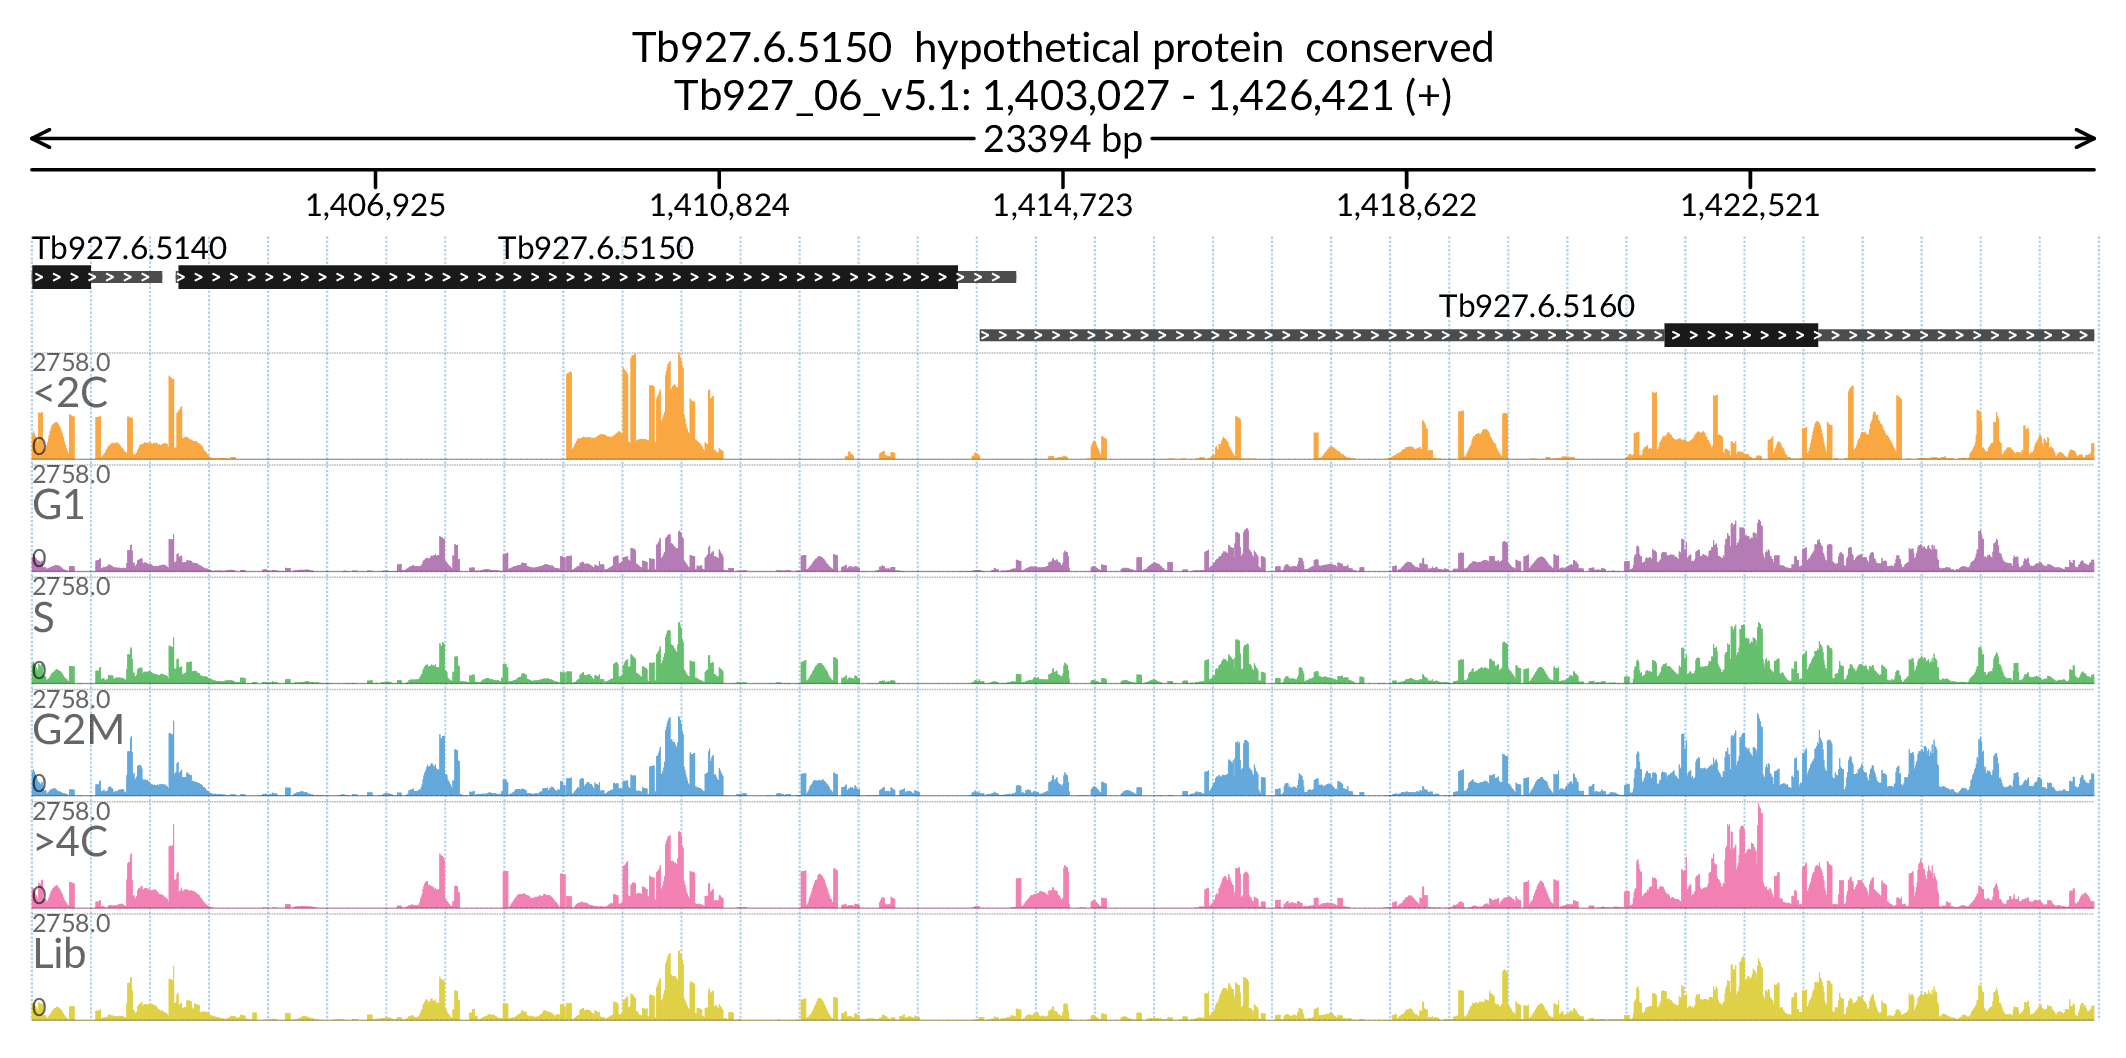 Tb927.6.5150  hypothetical protein  conserved
Tb927_06_v5.1: 1,403,027 - 1,426,421 (+)
23394 bp
1,406,925 1,410,824 1,414,723 1,418,622 1,422,521
Tb927.6.5140 Tb927.6.5150
Tb927.6.5160
2758.0
<2C
0
2758.0
G1
0
2758.0
S
0
2758.0
G2M
0
2758.0
>4C
0
2758.0
Lib
0